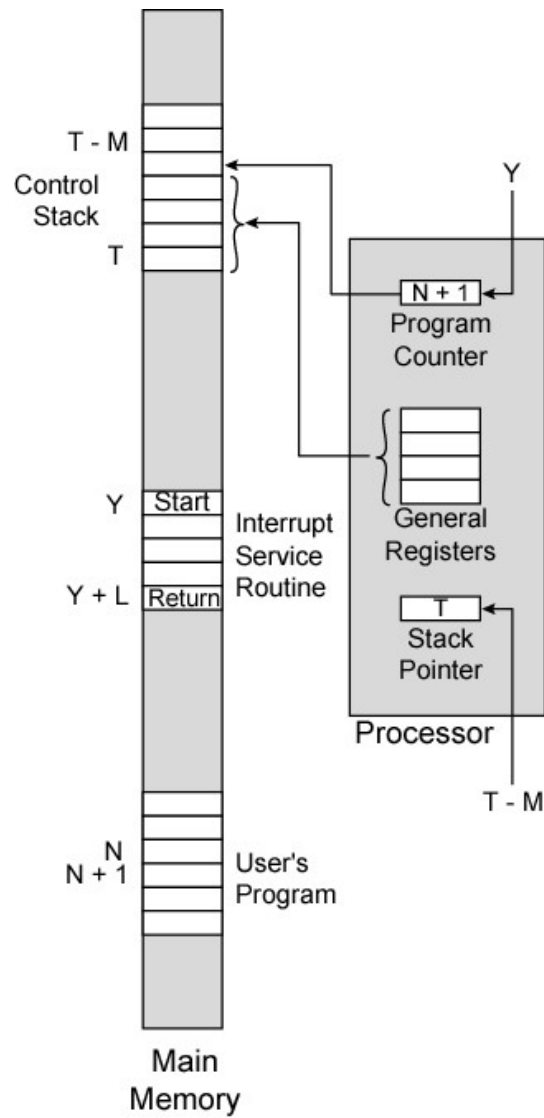 T - M
Control
Stack
T
Y
Start
Interrupt
Service
Routine
Y + L
Return
N
N + 1
User's
Program
Main
Memory
Y
N + 1
Program
Counter
General
Registers
T
Stack
Pointer
Processor
T - M